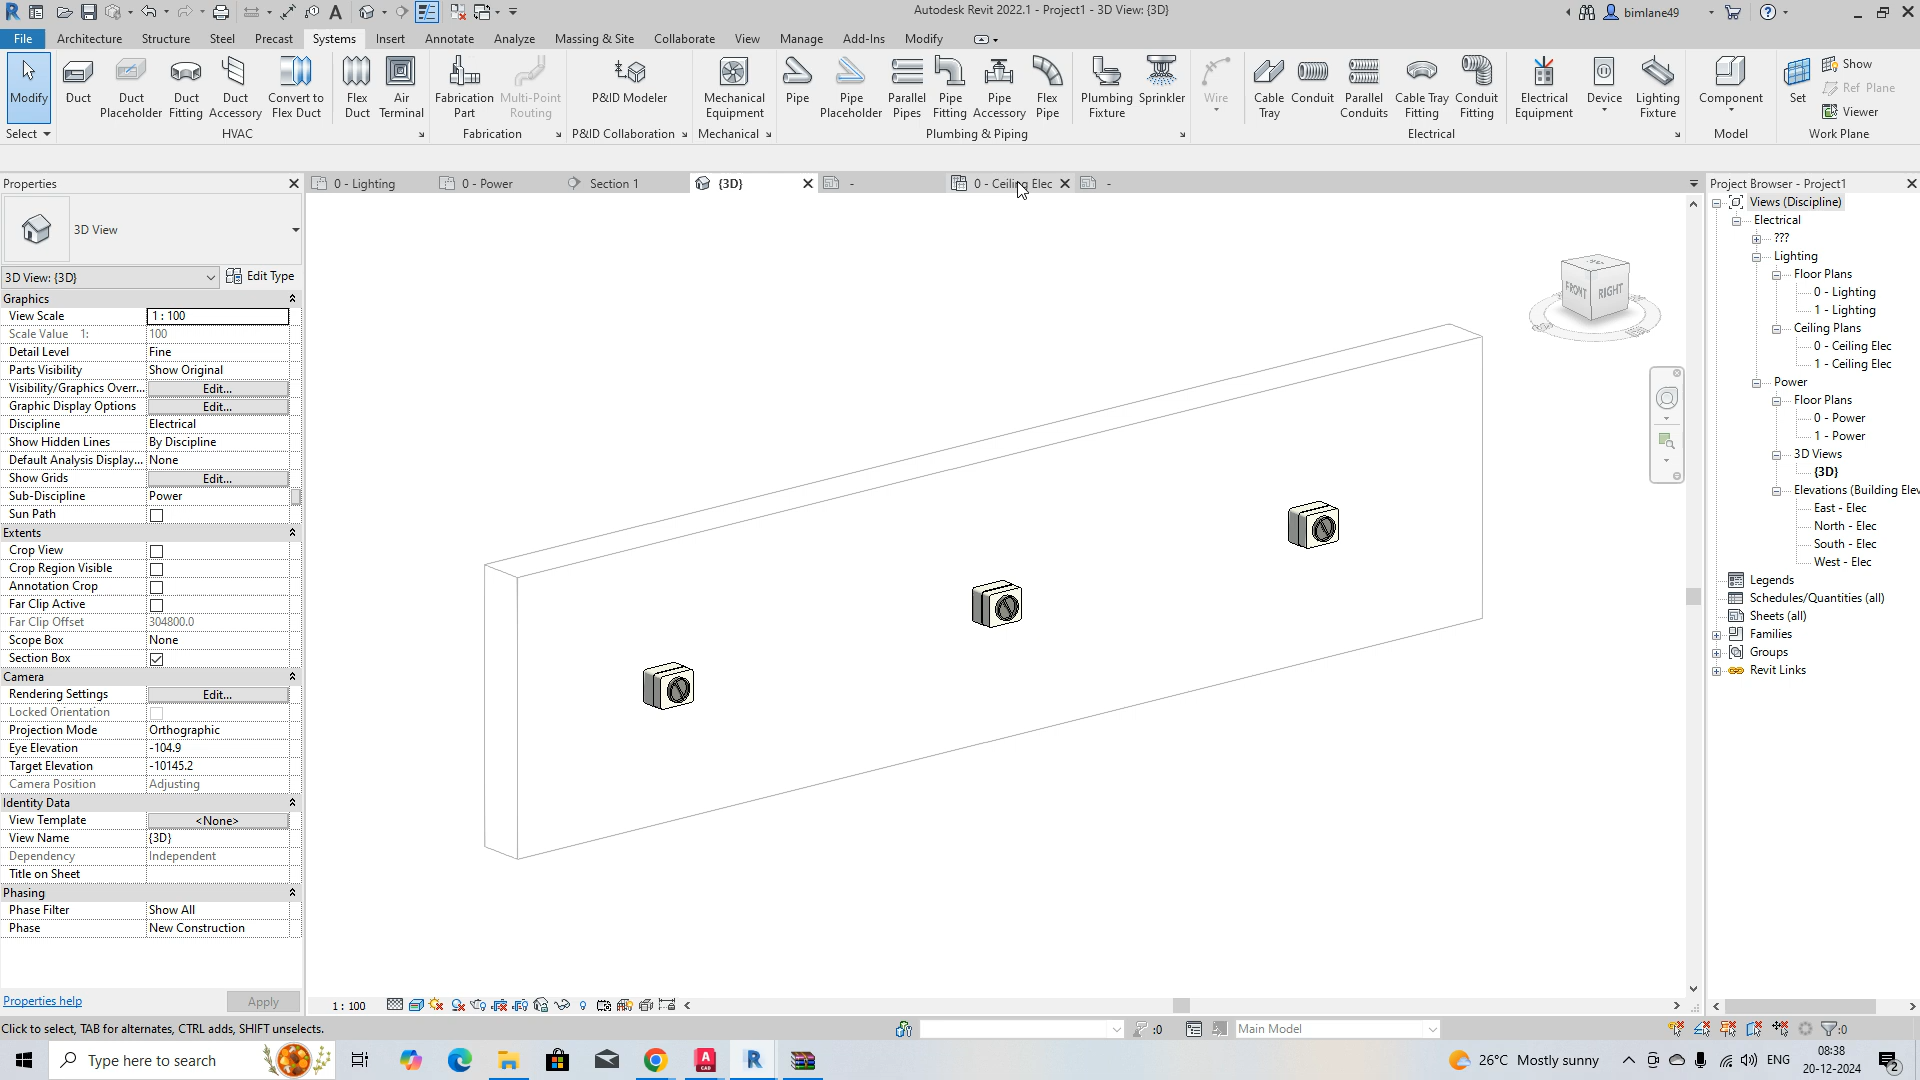 Autodesk Revit 2022.1 - Project1 - 3D View: {3D}
bimlane49
File Architecture Structure Steel Precast Systems Insert Annotate Analyze Massing & Site Collaborate View Manage Add-Ins Modify
Modify
Duct
Duct Placeholder
Duct Fitting
Duct Accessory
Convert to Flex Duct
Flex Duct
Air Terminal
Fabrication Part
Multi-Point Routing
P&ID Modeler
Mechanical Equipment
Pipe
Pipe Placeholder
Parallel Pipes
Pipe Fitting
Pipe Accessory
Flex Pipe
Plumbing Fixture
Sprinkler
Wire
Cable Tray
Conduit
Parallel Conduits
Cable Tray Fitting
Conduit Fitting
Electrical Equipment
Device
Lighting Fixture
Component
Set
Show
Ref Plane
Viewer
Select HVAC Fabrication P&ID Collaboration Mechanical Plumbing & Piping Electrical Model Work Plane
Properties
0 - Lighting 0 - Power Section 1 {3D} - 0 - Ceiling Elec -
Project Browser - Project1
3D View
3D View: {3D} Edit Type
Graphics
View Scale 1 : 100
Scale Value 1: 100
Detail Level Fine
Parts Visibility Show Original
Visibility/Graphics Overr... Edit...
Graphic Display Options Edit...
Discipline Electrical
Show Hidden Lines By Discipline
Default Analysis Display... None
Show Grids Edit...
Sub-Discipline Power
Sun Path
Extents
Crop View
Crop Region Visible
Annotation Crop
Far Clip Active
Far Clip Offset 304800.0
Scope Box None
Section Box
Camera
Rendering Settings Edit...
Locked Orientation
Projection Mode Orthographic
Eye Elevation -104.9
Target Elevation -10145.2
Camera Position Adjusting
Identity Data
View Template <None>
View Name {3D}
Dependency Independent
Title on Sheet
Phasing
Phase Filter Show All
Phase New Construction
Properties help Apply
FRONT RIGHT
Views (Discipline)
Electrical
???
Lighting
Floor Plans
0 - Lighting
1 - Lighting
Ceiling Plans
0 - Ceiling Elec
1 - Ceiling Elec
Power
Floor Plans
0 - Power
1 - Power
3D Views
{3D}
Elevations (Building Elev
East - Elec
North - Elec
South - Elec
West - Elec
Legends
Schedules/Quantities (all)
Sheets (all)
Families
Groups
Revit Links
1 : 100
Click to select, TAB for alternates, CTRL adds, SHIFT unselects.
:0
Main Model
:0
Type here to search
26°C Mostly sunny
ENG
08:38
20-12-2024
2